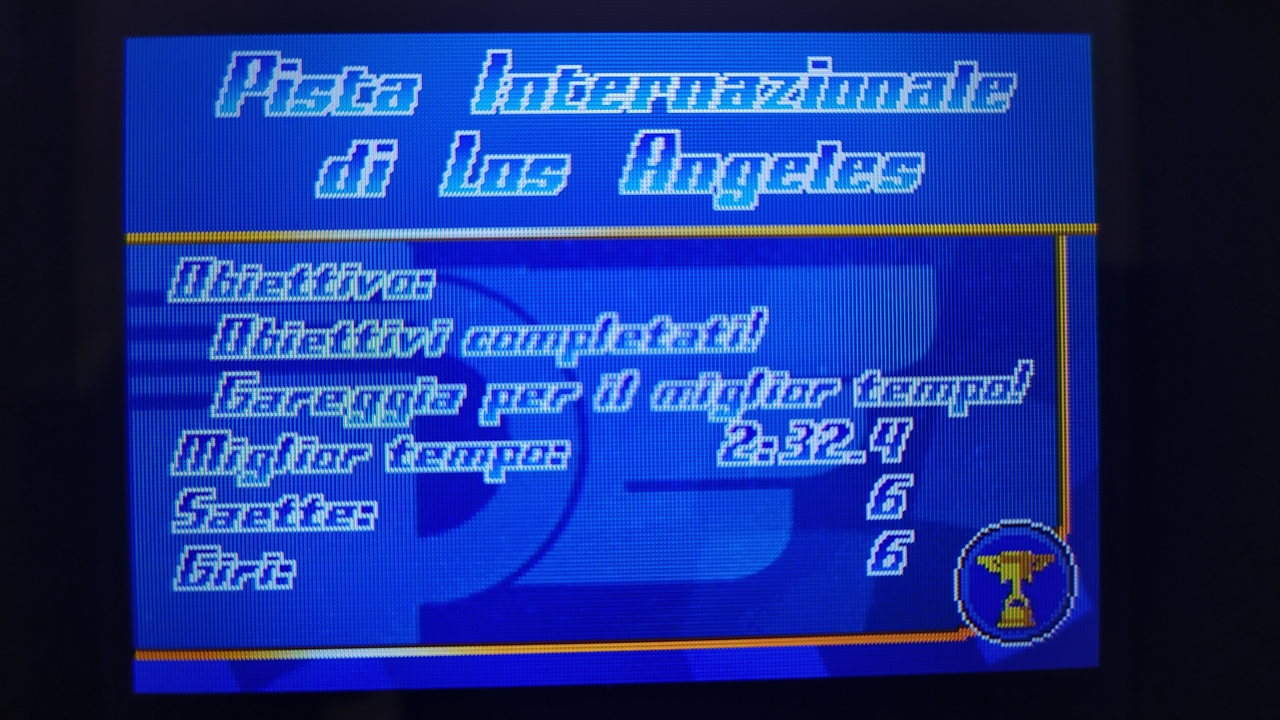 Pista Internazionale
di Los Angeles
Obiettivo:
Obiettivi completati!
Gareggia per il miglior tempo!
Miglior tempo: 2:32.4
Saette: 6
Giri: 6